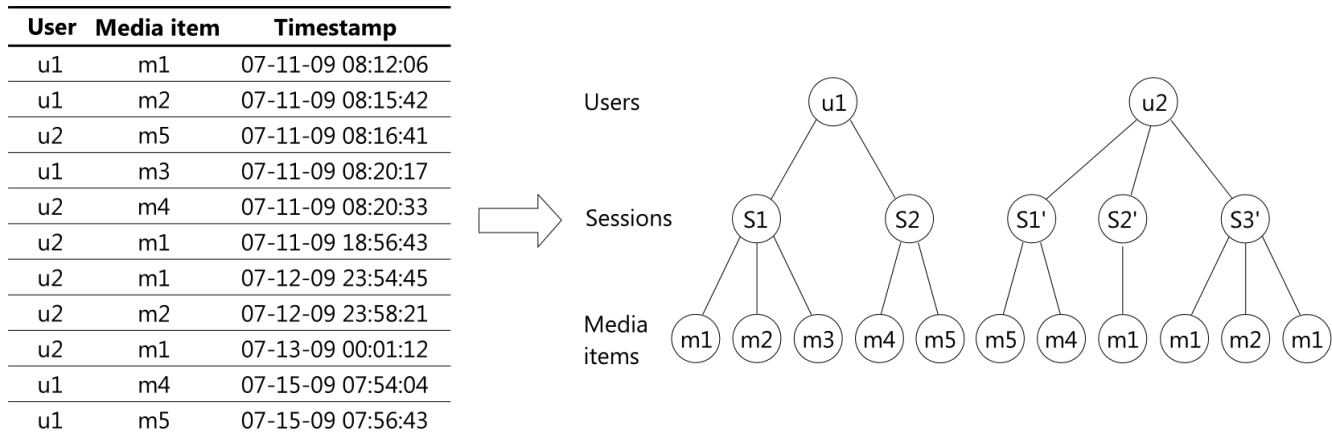 User Media item Timestamp
u1 m1 07-11-09 08:12:06
u1 m2 07-11-09 08:15:42
u2 m5 07-11-09 08:16:41
u1 m3 07-11-09 08:20:17
u2 m4 07-11-09 08:20:33
u2 m1 07-11-09 18:56:43
u2 m1 07-12-09 23:54:45
u2 m2 07-12-09 23:58:21
u2 m1 07-13-09 00:01:12
u1 m4 07-15-09 07:54:04
u1 m5 07-15-09 07:56:43
Users u1 u2
Sessions S1 S2 S1' S2' S3'
Media
items
m1 m2 m3 m4 m5 m5 m4 m1 m1 m2 m1